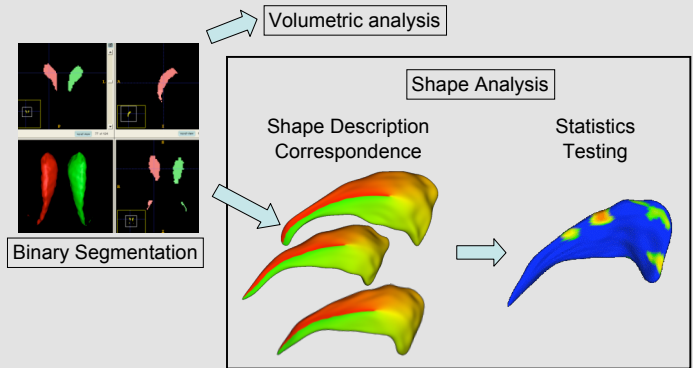 Volumetric analysis
Shape Analysis
Shape Description
Correspondence
Statistics
Testing
Binary Segmentation